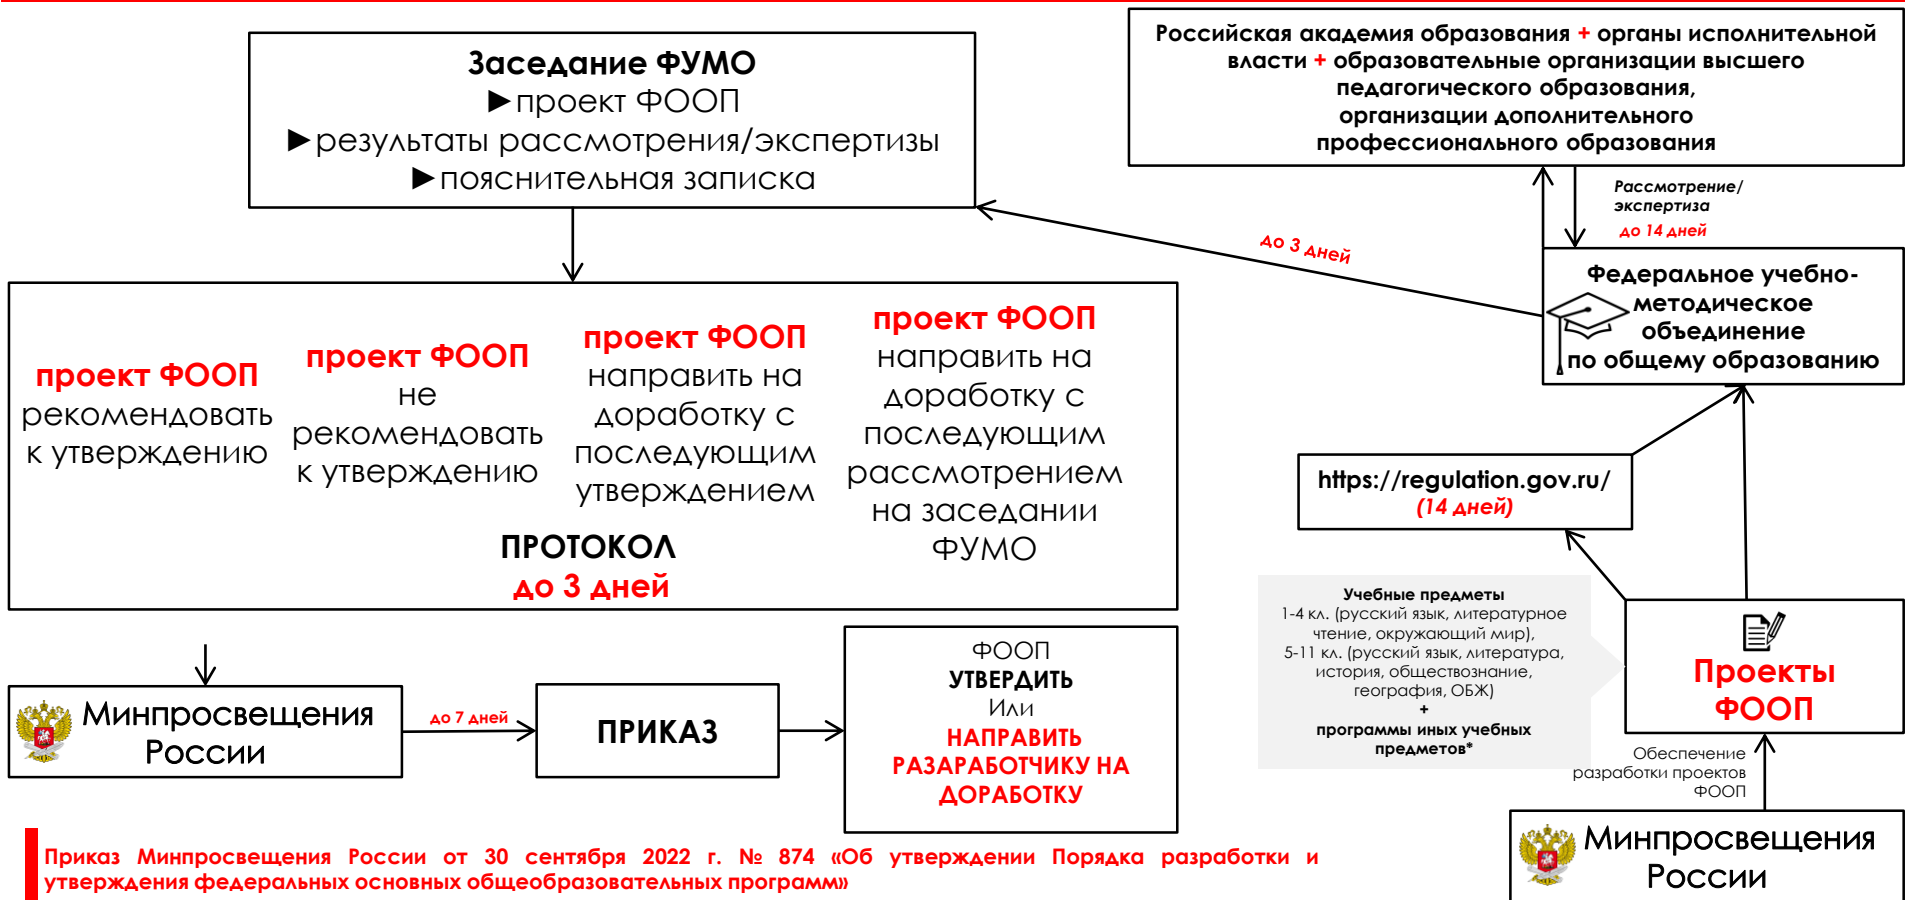 Заседание ФУМО
►проект ФООП
►результаты рассмотрения/экспертизы
►пояснительная записка
Российская академия образования + органы исполнительной
власти + образовательные организации высшего
педагогического образования,
организации дополнительного
профессионального образования
Рассмотрение/
экспертиза
до 14 дней
до 3 дней
Федеральное учебно-
методическое
объединение
по общему образованию
проект ФООП
рекомендовать
к утверждению
проект ФООП
не
рекомендовать
к утверждению
проект ФООП
направить на
доработку с
последующим
утверждением
проект ФООП
направить на
доработку с
последующим
рассмотрением
на заседании
ФУМО
ПРОТОКОЛ
до 3 дней
https://regulation.gov.ru/
(14 дней)
Учебные предметы
1-4 кл. (русский язык, литературное
чтение, окружающий мир),
5-11 кл. (русский язык, литература,
история, обществознание,
география, ОБЖ)
+
программы иных учебных
предметов*
Проекты
ФООП
Обеспечение
разработки проектов
ФООП
Минпросвещения
России
Минпросвещения
России
до 7 дней
ПРИКАЗ
ФООП
УТВЕРДИТЬ
Или
НАПРАВИТЬ
РАЗАРАБОТЧИКУ НА
ДОРАБОТКУ
Приказ Минпросвещения России от 30 сентября 2022 г. № 874 «Об утверждении Порядка разработки и
утверждения федеральных основных общеобразовательных программ»